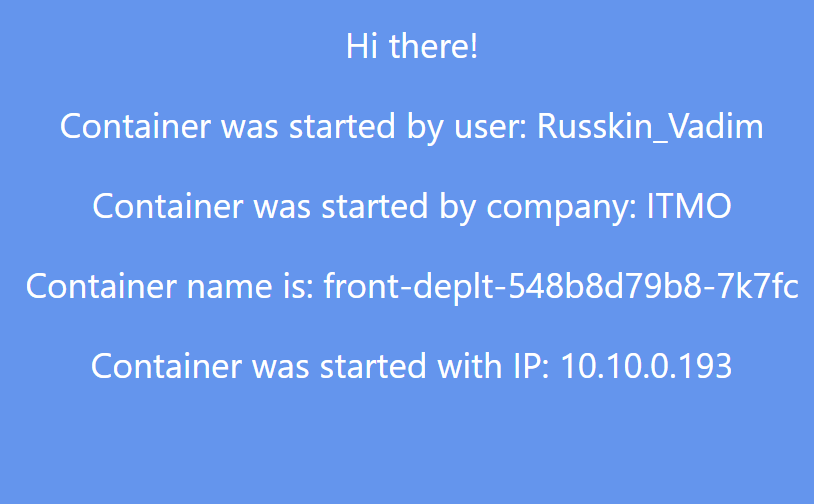 Hi there!
Container was started by user: Russkin_Vadim
Container was started by company: ITMO
Container name is: front-deplt-548b8d79b8-7k7fc
Container was started with IP: 10.10.0.193